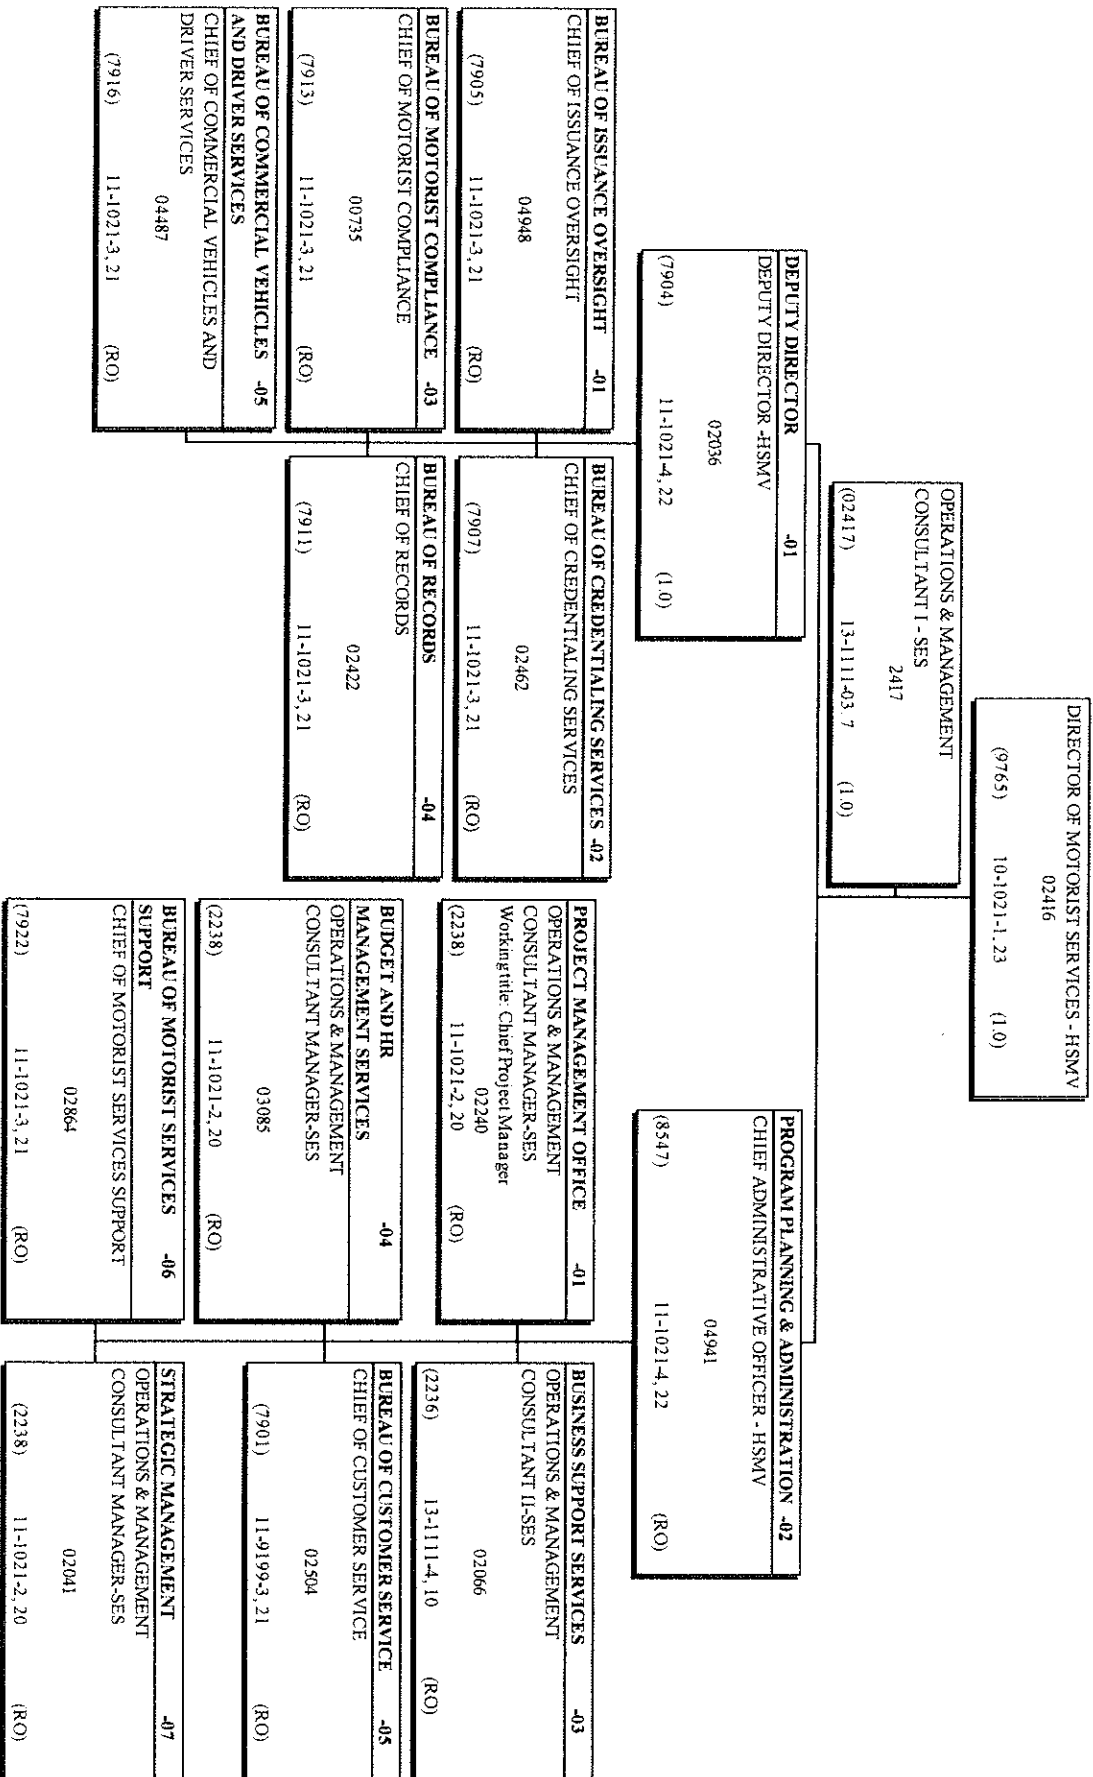 DIRECTOR OF MOTORIST SERVICES - HSMV
02416
(9765) 10-1021-1, 23 (1.0)
OPERATIONS & MANAGEMENT
CONSULTANT I - SES
2417
(02417) 13-1111-03. 7 (1.0)
DEPUTY DIRECTOR -01
DEPUTY DIRECTOR -HSMV
02036
(7904) 11-1021-4, 22 (1.0)
PROGRAM PLANNING & ADMINISTRATION -02
CHIEF ADMINISTRATIVE OFFICER - HSMV
04941
(8547) 11-1021-4, 22 (RO)
BUREAU OF ISSUANCE OVERSIGHT -01
CHIEF OF ISSUANCE OVERSIGHT
04948
(7905) 11-1021-3, 21 (RO)
BUREAU OF CREDENTIALING SERVICES -02
CHIEF OF CREDENTIALING SERVICES
02462
(7907) 11-1021-3, 21 (RO)
PROJECT MANAGEMENT OFFICE -01
OPERATIONS & MANAGEMENT
CONSULTANT MANAGER-SES
Working title: Chief Project Manager
02240
(2238) 11-1021-2, 20 (RO)
BUSINESS SUPPORT SERVICES -03
OPERATIONS & MANAGEMENT
CONSULTANT II-SES
02066
(2236) 13-1111-4, 10 (RO)
BUREAU OF MOTORIST COMPLIANCE -03
CHIEF OF MOTORIST COMPLIANCE
00735
(7913) 11-1021-3, 21 (RO)
BUREAU OF RECORDS -04
CHIEF OF RECORDS
02422
(7911) 11-1021-3, 21 (RO)
BUDGET AND HR
MANAGEMENT SERVICES -04
OPERATIONS & MANAGEMENT
CONSULTANT MANAGER-SES
03085
(2238) 11-1021-2, 20 (RO)
BUREAU OF CUSTOMER SERVICE -05
CHIEF OF CUSTOMER SERVICE
02504
(7901) 11-9199-3, 21 (RO)
BUREAU OF COMMERCIAL VEHICLES -05
AND DRIVER SERVICES
CHIEF OF COMMERCIAL VEHICLES AND
DRIVER SERVICES
04487
(7916) 11-1021-3, 21 (RO)
BUREAU OF MOTORIST SERVICES -06
SUPPORT
CHIEF OF MOTORIST SERVICES SUPPORT
02864
(7922) 11-1021-3, 21 (RO)
STRATEGIC MANAGEMENT -07
OPERATIONS & MANAGEMENT
CONSULTANT MANAGER-SES
02041
(2238) 11-1021-2, 20 (RO)